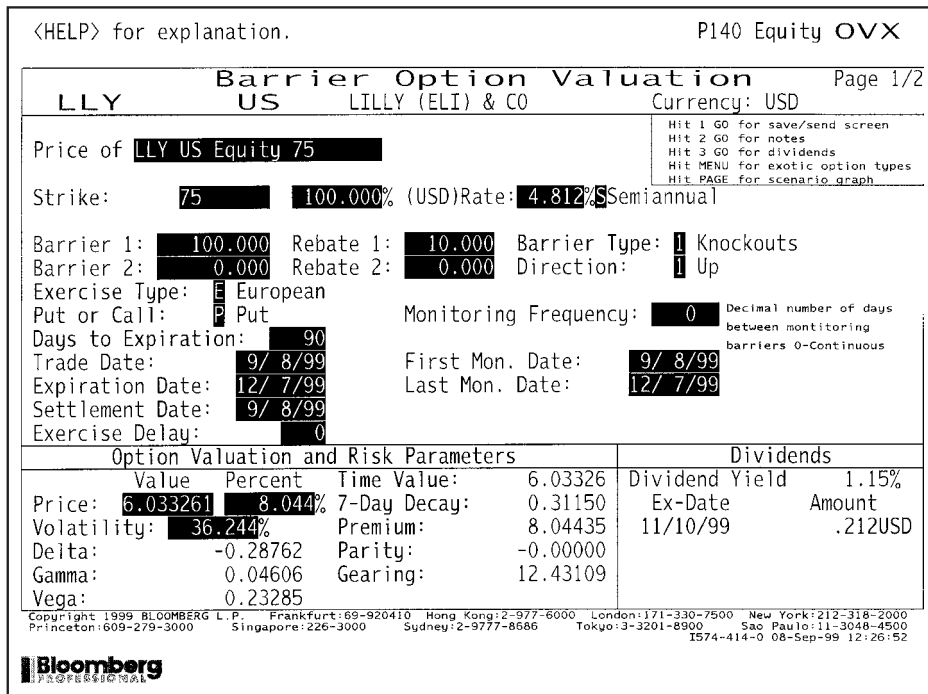 <HELP> for explanation. P140 Equity OVX
Barrier Option Valuation Page 1/2
LLY US LILLY (ELI) & CO Currency: USD
Hit 1 GO for save/send screen
Hit 2 GO for notes
Hit 3 GO for dividends
Hit MENU for exotic option types
Hit PAGE for scenario graph
Price of LLY US Equity 75
Strike: 75 100.000% (USD)Rate: 4.812%S Semiannual
Barrier 1: 100.000 Rebate 1: 10.000 Barrier Type: 1 Knockouts
Barrier 2: 0.000 Rebate 2: 0.000 Direction: 1 Up
Exercise Type: E European
Put or Call: P Put Monitoring Frequency: 0 Decimal number of days
between montitoring
barriers 0-Continuous
Days to Expiration: 90
Trade Date: 9/ 8/99 First Mon. Date: 9/ 8/99
Expiration Date: 12/ 7/99 Last Mon. Date: 12/ 7/99
Settlement Date: 9/ 8/99
Exercise Delay: 0
Option Valuation and Risk Parameters Dividends
Value Percent Time Value: 6.03326 Dividend Yield 1.15%
Price: 6.033261 8.044% 7-Day Decay: 0.31150 Ex-Date Amount
Volatility: 36.244% Premium: 8.04435 11/10/99 .212USD
Delta: -0.28762 Parity: -0.00000
Gamma: 0.04606 Gearing: 12.43109
Vega: 0.23285
Copyright 1999 BLOOMBERG L.P. Frankfurt:69-920410 Hong Kong:2-977-6000 London:171-330-7500 New York:212-318-2000
Princeton:609-279-3000 Singapore:226-3000 Sydney:2-9777-8686 Tokyo:3-3201-8900 Sao Paulo:11-3048-4500
I574-414-0 08-Sep-99 12:26:52
Bloomberg
PROFESSIONAL